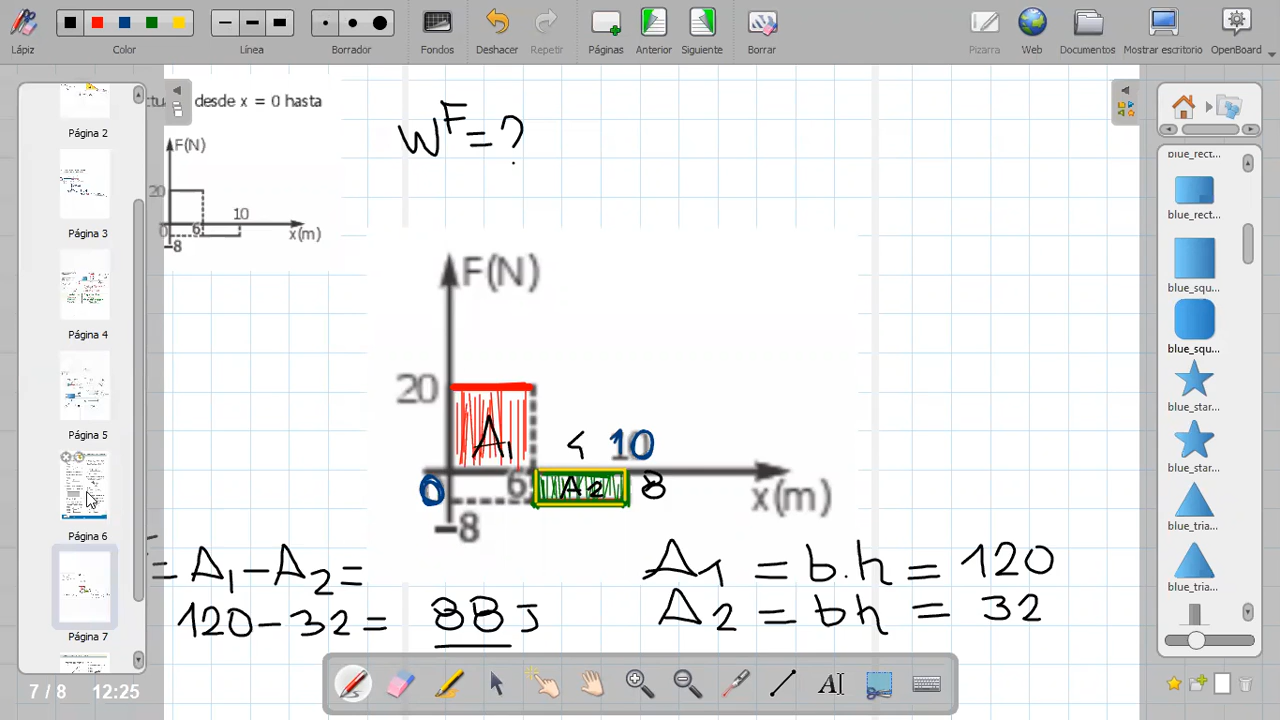 Lápiz
Color
Línea
Borrador
Fondos
Deshacer
Repetir
Páginas
Anterior
Siguiente
Borrar
Pizarra
Web
Documentos
Mostrar escritorio
OpenBoard
Página 2
Página 3
Página 4
Página 5
Página 6
Página 7
7 / 8 12:25
desde x = 0 hasta
F(N)
20
10
0
6
x(m)
-8
W^F = ?
F(N)
20
A1
4
10
0
6
A2
8
x(m)
-8
= A1 - A2 =
120 - 32 = 88 J
A1 = b.h = 120
A2 = bh = 32
blue_rect...
blue_rect...
blue_squ...
blue_squ...
blue_star...
blue_star...
blue_tria...
blue_tria...